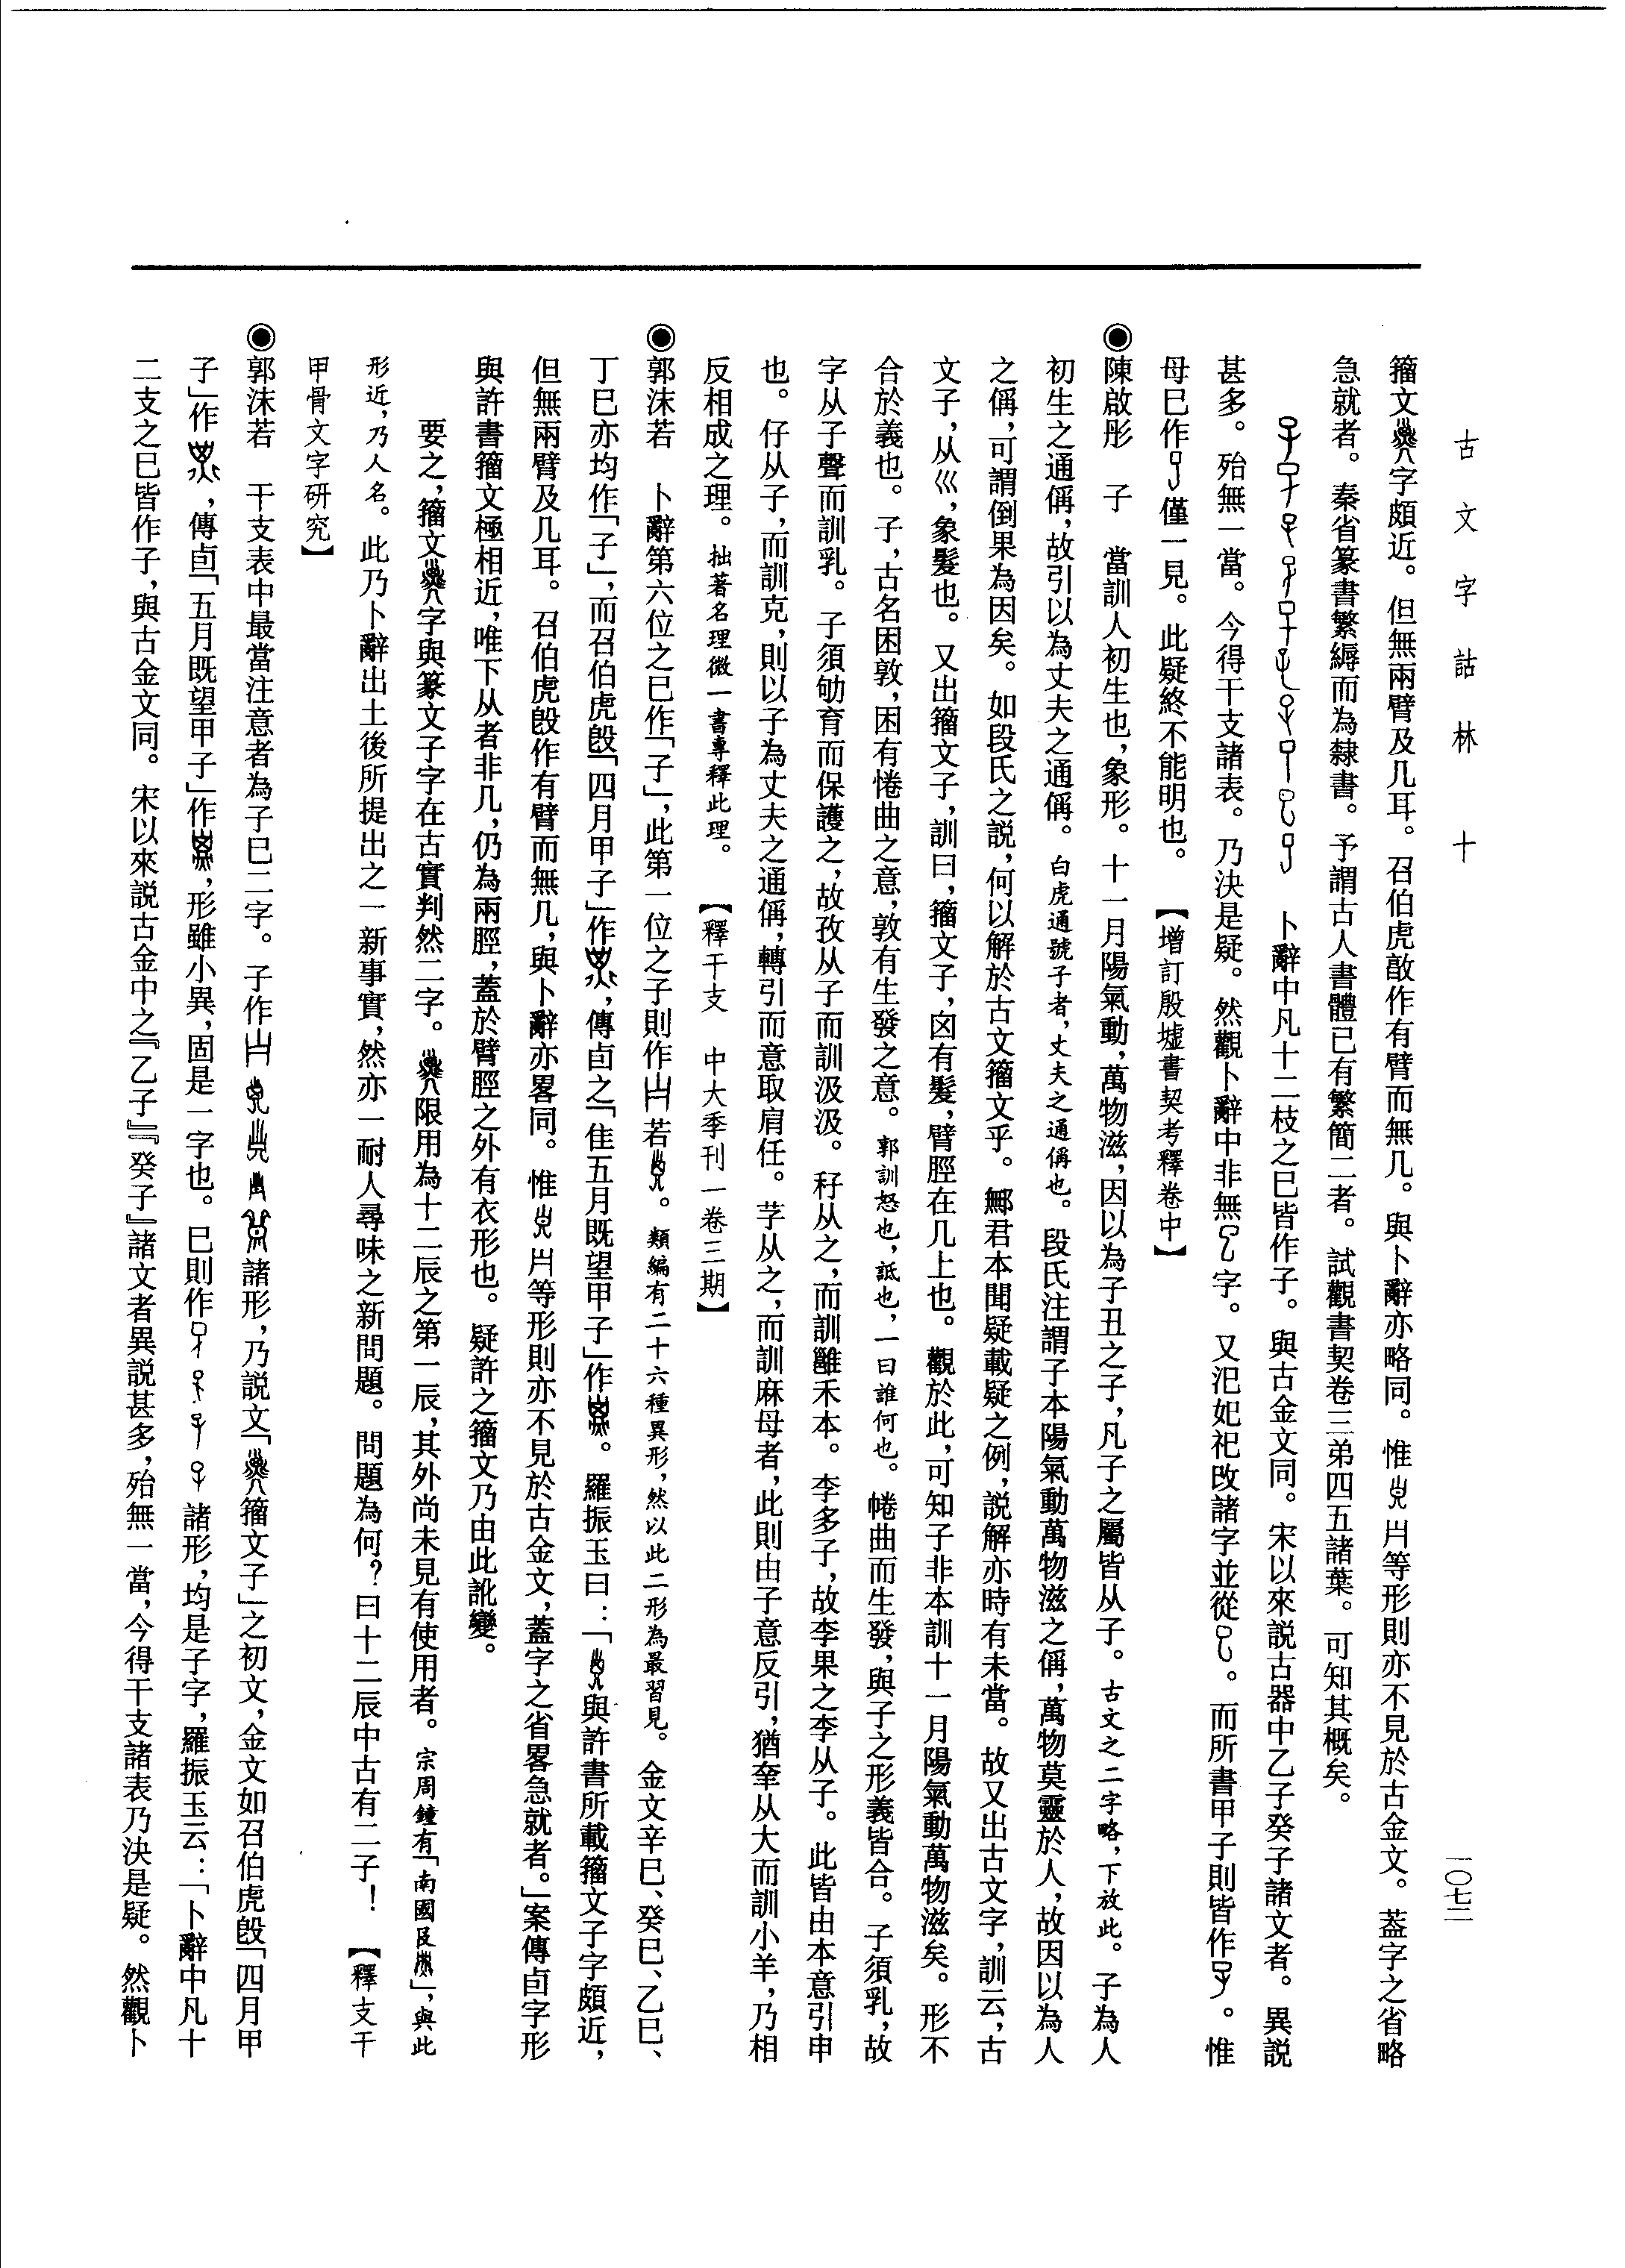 古文字詁林 十
一〇七二
籀文字頗近。但無兩臂及几耳。召伯虎敦作有臂而無几。與卜辭亦略同。惟等形則亦不見於古金文。蓋字之省略
急就者。秦省篆書繁縟而為隸書。予謂古人書體已有繁簡二者。試觀書契卷三弟四五諸葉。可知其概矣。
卜辭中凡十二枝之巳皆作子。與古金文同。宋以來説古器中乙子癸子諸文者。異説
甚多。殆無一當。今得干支諸表。乃決是疑。然觀卜辭中非無字。又汜妃祀改諸字並從。而所書甲子則皆作。惟
母巳作僅一見。此疑終不能明也。 【增訂殷墟書契考釋卷中】
◉陳啟彤 子 當訓人初生也，象形。十一月陽氣動，萬物滋，因以為子丑之子，凡子之屬皆从子。古文之二字略，下放此。子為人
初生之通偁，故引以為丈夫之通偁。白虎通號子者，丈夫之通偁也。段氏注謂子本陽氣動萬物滋之偁，萬物莫靈於人，故因以為人
之偁，可謂倒果為因矣。如段氏之説，何以解於古文籀文乎。鄦君本聞疑載疑之例，説解亦時有未當。故又出古文字，訓云，古
文子，从巛，象髮也。又出籀文子，訓曰，籀文子，囟有髮，臂脛在几上也。觀於此，可知子非本訓十一月陽氣動萬物滋矣。形不
合於義也。子，古名困敦，困有惓曲之意，敦有生發之意。郭訓怒也，詆也，一曰誰何也。惓曲而生發，與子之形義皆合。子須乳，故
字从子聲而訓乳。子須劬育而保護之，故孜从子而訓汲汲。秄从之，而訓雝禾本。李多子，故李果之李从子。此皆由本意引申
也。仔从子，而訓克，則以子為丈夫之通偁，轉引而意取肩任。芓从之，而訓麻母者，此則由子意反引，猶羍从大而訓小羊，乃相
反相成之理。拙著名理微一書專釋此理。 【釋干支 中大季刊一卷三期】
◉郭沫若 卜辭第六位之巳作「子」，此第一位之子則作若。類編有二十六種異形，然以此二形為最習見。金文辛巳、癸巳、乙巳、
丁巳亦均作「子」，而召伯虎𣪘「四月甲子」作，傳卣之「隹五月既望甲子」作。羅振玉曰：「與許書所載籀文子字頗近，
但無兩臂及几耳。召伯虎𣪘作有臂而無几，與卜辭亦畧同。惟等形則亦不見於古金文，蓋字之省畧急就者。」案傳卣字形
與許書籀文極相近，唯下从者非几，仍為兩脛，蓋於臂脛之外有衣形也。疑許之籀文乃由此訛變。
要之，籀文字與篆文子字在古實判然二字。限用為十二辰之第一辰，其外尚未見有使用者。宗周鐘有「南國𠬝」，與此
形近，乃人名。此乃卜辭出土後所提出之一新事實，然亦一耐人尋味之新問題。問題為何？曰十二辰中古有二子！ 【釋支干
甲骨文字研究】
◉郭沫若 干支表中最當注意者為子巳二字。子作諸形，乃説文「籀文子」之初文，金文如召伯虎𣪘「四月甲
子」作，傳卣「五月既望甲子」作，形雖小異，固是一字也。巳則作諸形，均是子字，羅振玉云：「卜辭中凡十
二支之巳皆作子，與古金文同。宋以來説古金中之『乙子』『癸子』諸文者異説甚多，殆無一當，今得干支諸表乃決是疑。然觀卜